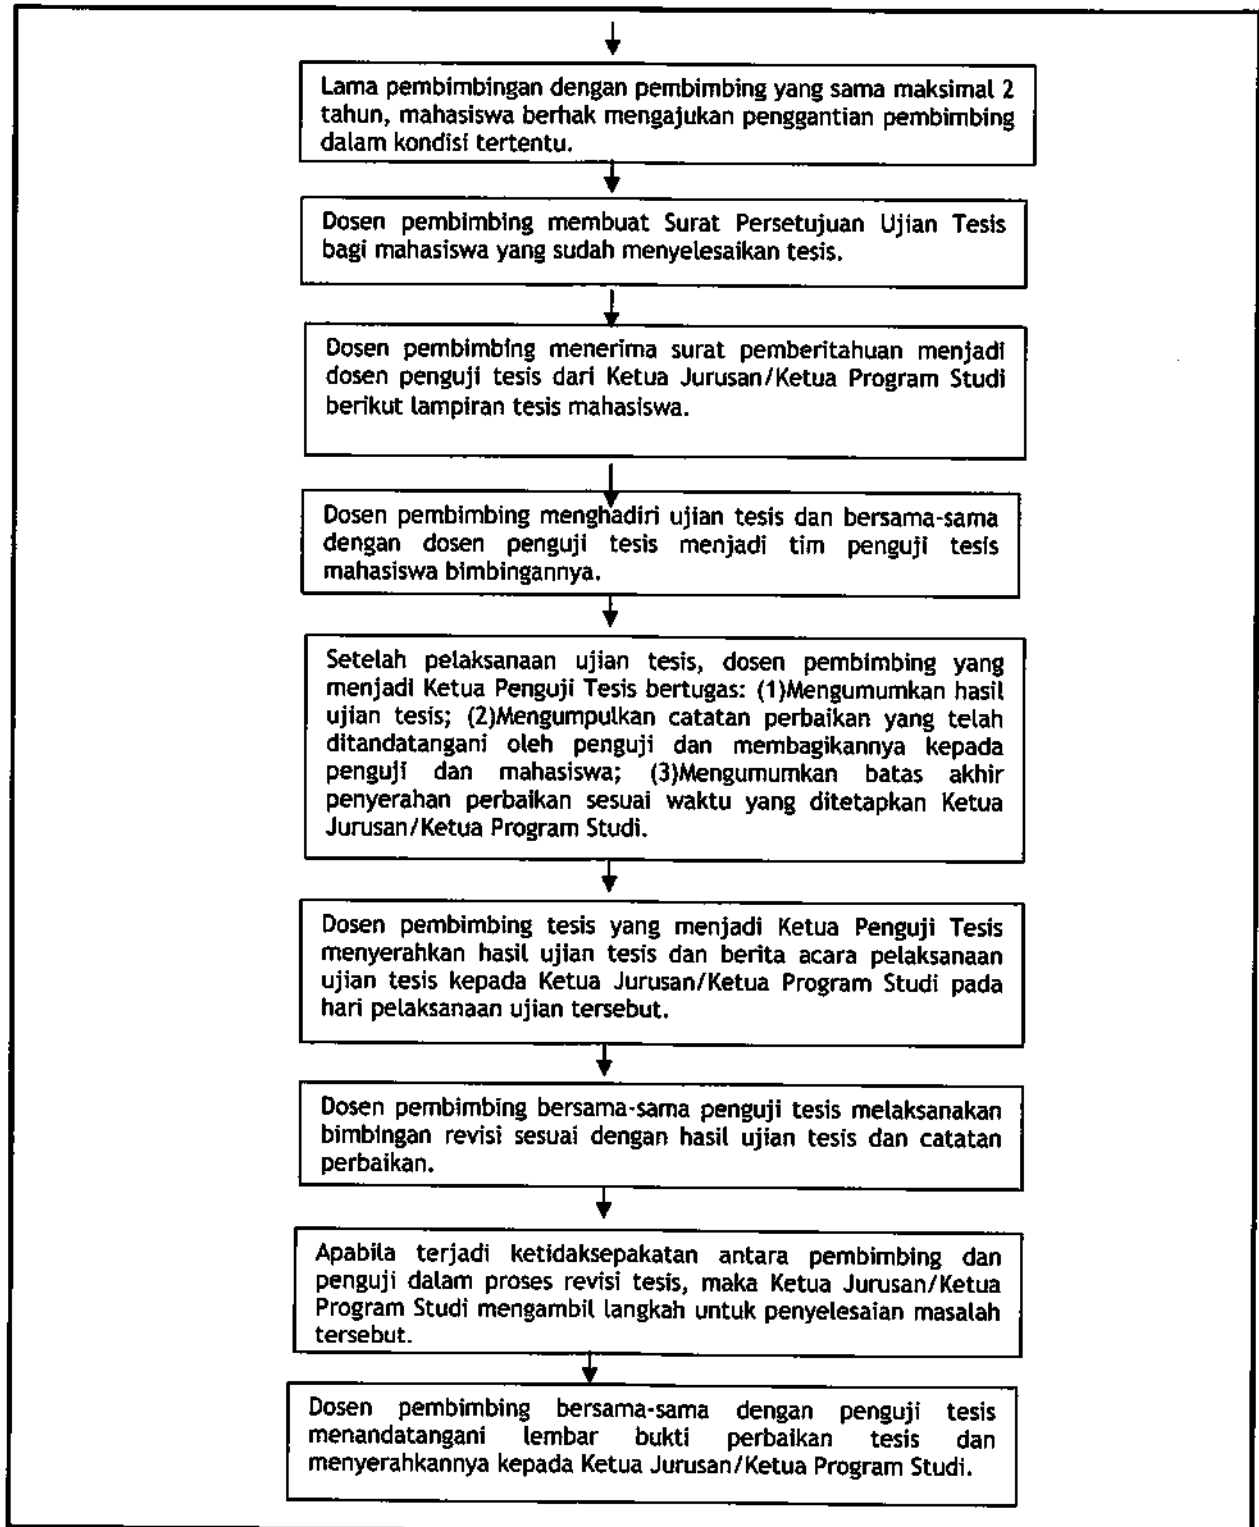 Lama pembimbingan dengan pembimbing yang sama maksimal 2
tahun, mahasiswa berhak mengajukan penggantian pembimbing
dalam kondisi tertentu.
Dosen pembimbing membuat Surat Persetujuan Ujian Tesis
bagi mahasiswa yang sudah menyelesaikan tesis.
Dosen pembimbing menerima surat pemberitahuan menjadi
dosen penguji tesis dari Ketua Jurusan/Ketua Program Studi
berikut lampiran tesis mahasiswa.
Dosen pembimbing menghadiri ujian tesis dan bersama-sama
dengan dosen penguji tesis menjadi tim penguji tesis
mahasiswa bimbingannya.
Setelah pelaksanaan ujian tesis, dosen pembimbing yang
menjadi Ketua Penguji Tesis bertugas: (1)Mengumumkan hasil
ujian tesis; (2)Mengumpulkan catatan perbaikan yang telah
ditandatangani oleh penguji dan membagikannya kepada
penguji dan mahasiswa; (3)Mengumumkan batas akhir
penyerahan perbaikan sesuai waktu yang ditetapkan Ketua
Jurusan/Ketua Program Studi.
Dosen pembimbing tesis yang menjadi Ketua Penguji Tesis
menyerahkan hasil ujian tesis dan berita acara pelaksanaan
ujian tesis kepada Ketua Jurusan/Ketua Program Studi pada
hari pelaksanaan ujian tersebut.
Dosen pembimbing bersama-sama penguji tesis melaksanakan
bimbingan revisi sesuai dengan hasil ujian tesis dan catatan
perbaikan.
Apabila terjadi ketidaksepakatan antara pembimbing dan
penguji dalam proses revisi tesis, maka Ketua Jurusan/Ketua
Program Studi mengambil langkah untuk penyelesaian masalah
tersebut.
Dosen pembimbing bersama-sama dengan penguji tesis
menandatangani lembar bukti perbaikan tesis dan
menyerahkannya kepada Ketua Jurusan/Ketua Program Studi.